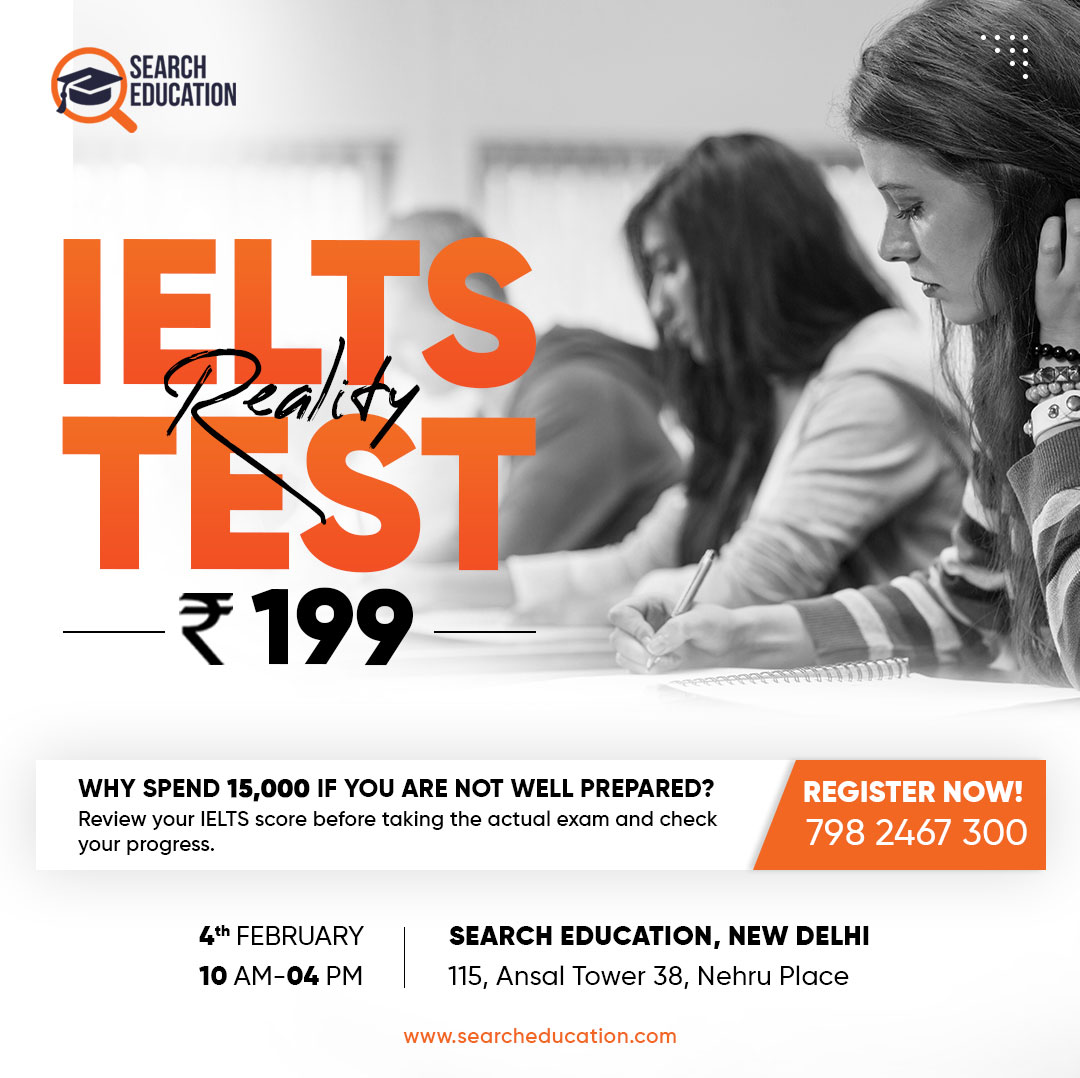 SEARCH
EDUCATION
IELTS
Reality
TEST
₹ 199
WHY SPEND 15,000 IF YOU ARE NOT WELL PREPARED?
Review your IELTS score before taking the actual exam and check
your progress.
REGISTER NOW!
798 2467 300
4th FEBRUARY
10 AM-04 PM
SEARCH EDUCATION, NEW DELHI
115, Ansal Tower 38, Nehru Place
www.searcheducation.com